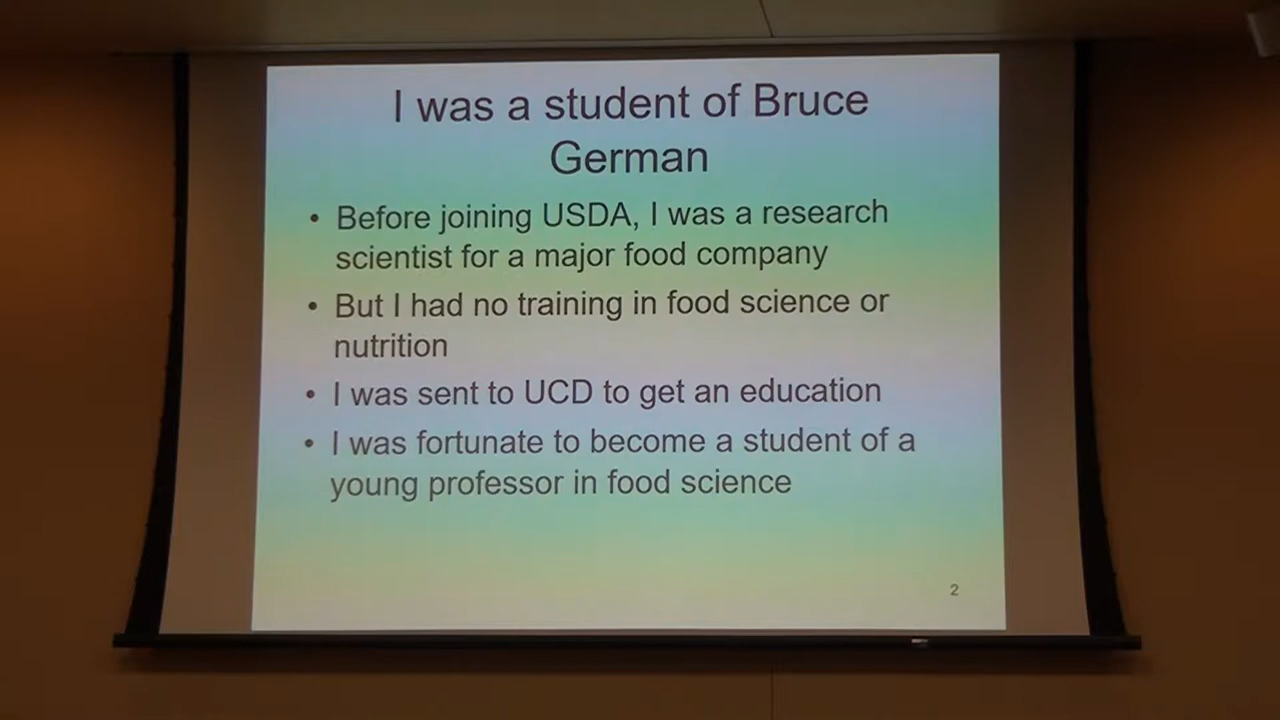 I was a student of Bruce
German
• Before joining USDA, I was a research
scientist for a major food company
• But I had no training in food science or
nutrition
• I was sent to UCD to get an education
• I was fortunate to become a student of a
young professor in food science
2